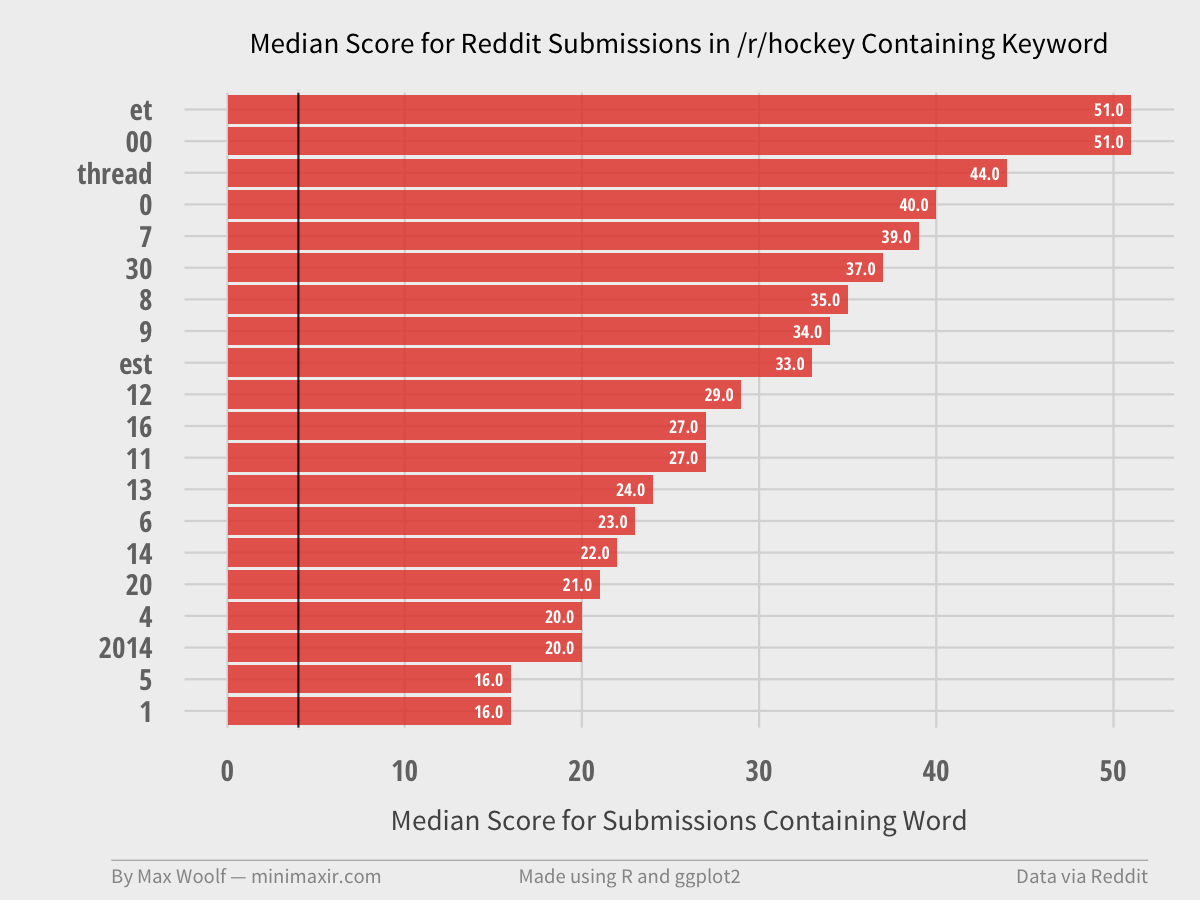 Median Score for Reddit Submissions in /r/hockey Containing Keyword
et 51.0
00 51.0
thread 44.0
0 40.0
7 39.0
30 37.0
8 35.0
9 34.0
est 33.0
12 29.0
16 27.0
11 27.0
13 24.0
6 23.0
14 22.0
20 21.0
4 20.0
2014 20.0
5 16.0
1 16.0
0 10 20 30 40 50
Median Score for Submissions Containing Word
By Max Woolf — minimaxir.com Made using R and ggplot2 Data via Reddit